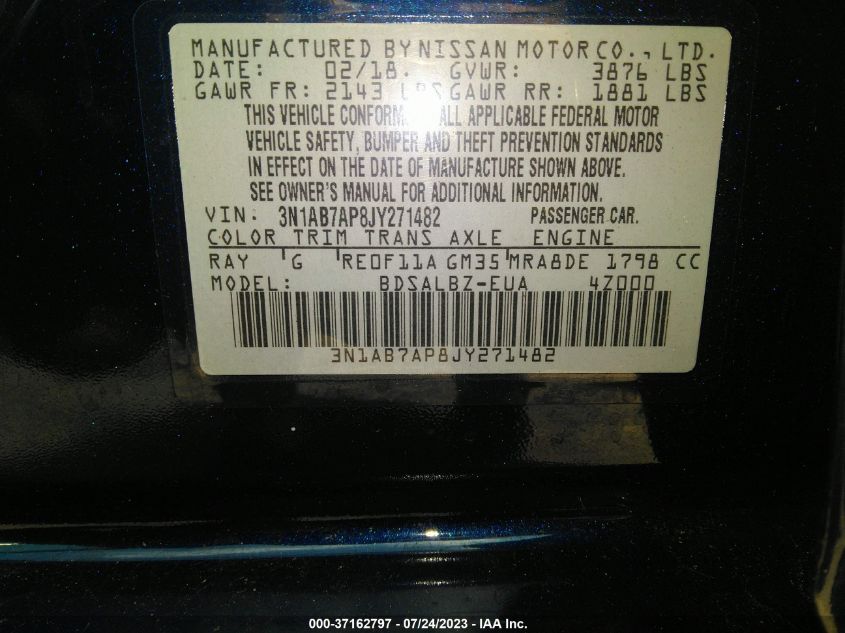 MANUFACTURED BY NISSAN MOTOR CO., LTD.
DATE: 02/18. GVWR: 3876 LBS
GAWR FR: 2143 LBS GAWR RR: 1881 LBS
THIS VEHICLE CONFORM ALL APPLICABLE FEDERAL MOTOR
VEHICLE SAFETY, BUMPER AND THEFT PREVENTION STANDARDS
IN EFFECT ON THE DATE OF MANUFACTURE SHOWN ABOVE.
SEE OWNER'S MANUAL FOR ADDITIONAL INFORMATION.
VIN: 3N1AB7AP8JY271482 PASSENGER CAR.
COLOR TRIM TRANS AXLE ENGINE
RAY G RE0F11A GM35 MRA8DE 1798 CC
MODEL: BDSALBZ-EUA 4Z000
3N1AB7AP8JY271482
000-37162797 - 07/24/2023 - IAA Inc.